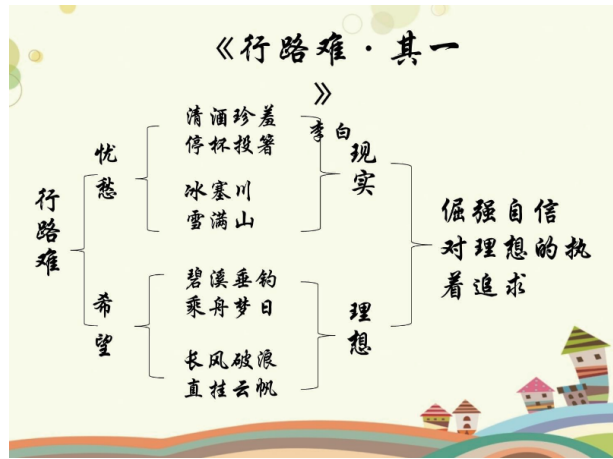 《行路难·其一
》
李白
行路难
忧愁
清酒珍羞
停杯投箸
冰塞川
雪满山
现实
希望
碧溪垂钓
乘舟梦日
长风破浪
直挂云帆
理想
倔强自信
对理想的执
着追求